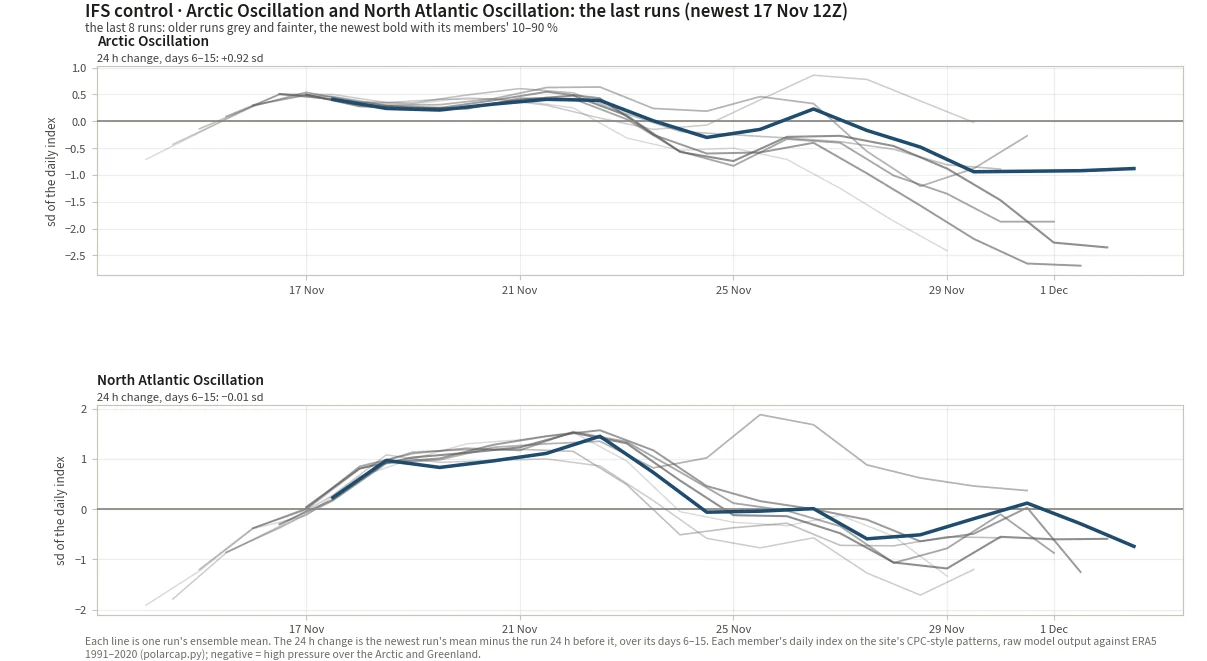 IFS control · Arctic Oscillation and North Atlantic Oscillation: the last runs (newest 17 Nov 12Z)
the last 8 runs: older runs grey and fainter, the newest bold with its members' 10–90 %
Arctic Oscillation
24 h change, days 6–15: +0.92 sd
1.0
0.5
0.0
−0.5
−1.0
−1.5
−2.0
−2.5
sd of the daily index
17 Nov
21 Nov
25 Nov
29 Nov
1 Dec
North Atlantic Oscillation
24 h change, days 6–15: −0.01 sd
2
1
0
−1
−2
sd of the daily index
17 Nov
21 Nov
25 Nov
29 Nov
1 Dec
Each line is one run's ensemble mean. The 24 h change is the newest run's mean minus the run 24 h before it, over its days 6–15. Each member's daily index on the site's CPC-style patterns, raw model output against ERA5
1991–2020 (polarcap.py); negative = high pressure over the Arctic and Greenland.